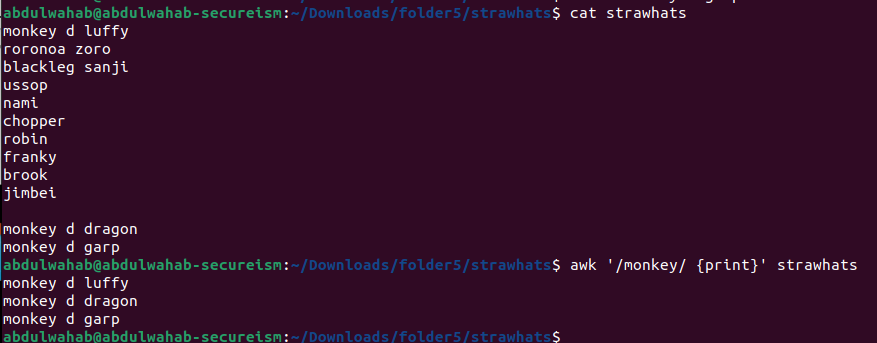 abdulwahab@abdulwahab-secureism:~/Downloads/folder5/strawhats$ cat strawhats
monkey d luffy
roronoa zoro
blackleg sanji
ussop
nami
chopper
robin
franky
brook
jimbei

monkey d dragon
monkey d garp
abdulwahab@abdulwahab-secureism:~/Downloads/folder5/strawhats$ awk '/monkey/ {print}' strawhats
monkey d luffy
monkey d dragon
monkey d garp
abdulwahab@abdulwahab-secureism:~/Downloads/folder5/strawhats$